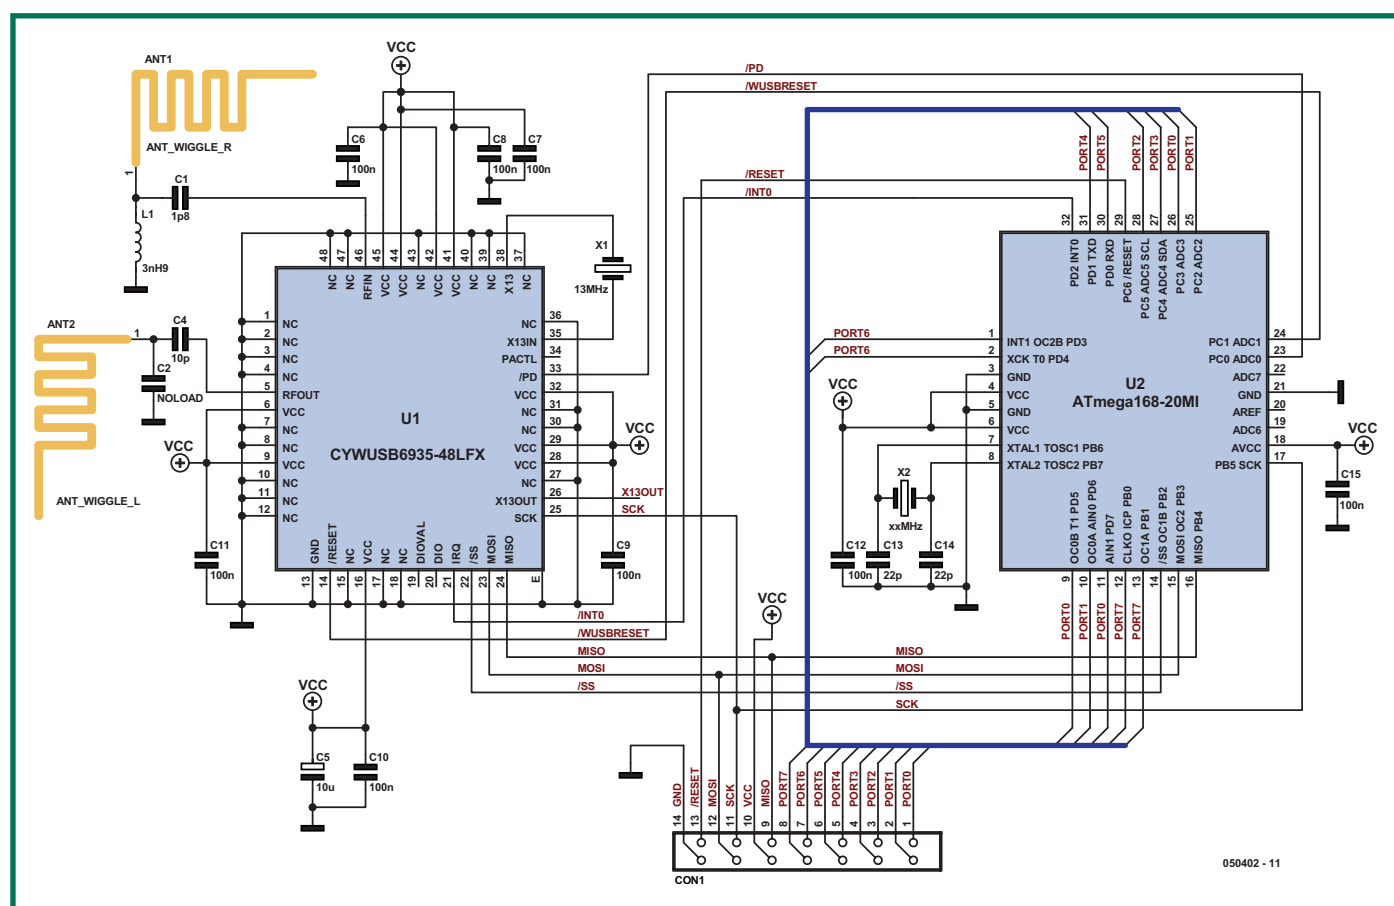 VCC
ANT1
/PD
/WUSBRESET
C6
100n
C8
100n
C7
100n
ANT_WIGGLE_R
1
PORT4
PORT5
PORT2
PORT3
PORT0
PORT1
/RESET
/INT0
C1
1p8
L1
3nH9
X1
13MHz
48
47
46
45
44
43
42
41
40
39
38
37
NC
NC
RFIN
VCC
VCC
NC
VCC
VCC
NC
NC
X13
NC
32
31
30
29
28
27
26
25
PD2 INT0
PD1 TXD
PD0 RXD
PC6 /RESET
PC5 ADC5 SCL
PC4 ADC4 SDA
PC3 ADC3
PC2 ADC2
ANT2
1
C4
10p
C2
NOLOAD
ANT_WIGGLE_L
VCC
1 NC
2 NC
3 NC
4 NC
5 RFOUT
6 VCC
7 NC
8 NC
9 VCC
10 NC
11 NC
12 NC
U1
CYWUSB6935-48LFX
NC 36
X13IN 35
PACTL 34
/PD 33
VCC 32
NC 31
NC 30
VCC 29
VCC 28
NC 27
X13OUT 26
SCK 25
VCC
X13OUT
SCK
GND
/RESET
NC
VCC
NC
NC
DIOVAL
DIO
IRQ
/SS
MOSI
MISO
E
13
14
15
16
17
18
19
20
21
22
23
24
C11
100n
C9
100n
PORT6
PORT6
VCC
1 INT1 OC2B PD3
2 XCK T0 PD4
3 GND
4 VCC
5 GND
6 VCC
7 XTAL1 TOSC1 PB6
8 XTAL2 TOSC2 PB7
U2
ATmega168-20MI
PC1 ADC1 24
PC0 ADC0 23
ADC7 22
GND 21
AREF 20
ADC6 19
AVCC 18
PB5 SCK 17
VCC
C15
100n
X2
xxMHz
C12
100n
C13
22p
C14
22p
OC0B T1 PD5
OC0A AIN0 PD6
AIN1 PD7
CLKO ICP PB0
OC1A PB1
/SS OC1B PB2
MOSI OC2 PB3
MISO PB4
9
10
11
12
13
14
15
16
PORT0
PORT1
PORT0
PORT7
PORT7
/INT0
/WUSBRESET
MISO
MOSI
/SS
VCC
MISO
MOSI
/SS
SCK
VCC
C5
10u
C10
100n
GND
/RESET
MOSI
SCK
VCC
MISO
PORT7
PORT6
PORT5
PORT4
PORT3
PORT2
PORT1
PORT0
14
13
12
11
10
9
8
7
6
5
4
3
2
1
CON1
050402 - 11